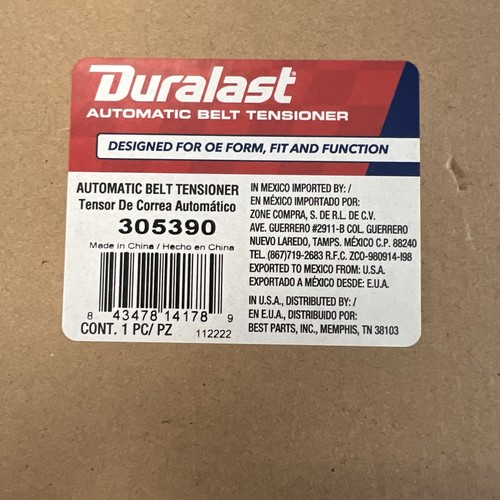 Duralast
AUTOMATIC BELT TENSIONER
DESIGNED FOR OE FORM, FIT AND FUNCTION
AUTOMATIC BELT TENSIONER
Tensor De Correa Automático
305390
Made in China / Hecho en China
8 43478 14178 9
CONT. 1 PC/ PZ
112222
IN MEXICO IMPORTED BY: /
EN MÉXICO IMPORTADO POR:
ZONE COMPRA, S. DE R.L. DE C.V.
AVE. GUERRERO #2911-B COL. GUERRERO
NUEVO LAREDO, TAMPS. MÉXICO C.P. 88240
TEL. (867)719-2683 R.F.C. ZCO-980914-I98
EXPORTED TO MEXICO FROM: U.S.A.
EXPORTADO A MÉXICO DESDE: E.U.A.
IN U.S.A., DISTRIBUTED BY: /
EN E.U.A., DISTRIBUIDO POR:
BEST PARTS, INC., MEMPHIS, TN 38103